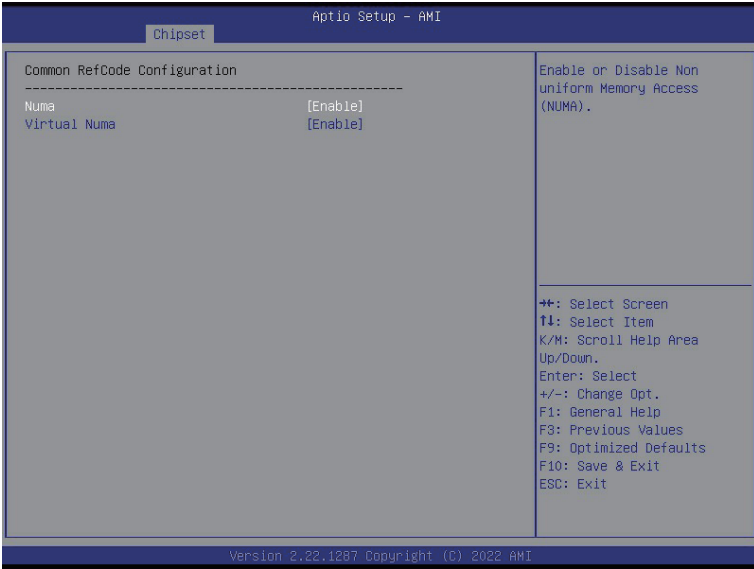 Aptio Setup – AMI
Chipset
Common RefCode Configuration
------------------------------------------------
Numa [Enable]
Virtual Numa [Enable]
Enable or Disable Non
uniform Memory Access
(NUMA).
→←: Select Screen
↑↓: Select Item
K/M: Scroll Help Area
Up/Down.
Enter: Select
+/-: Change Opt.
F1: General Help
F3: Previous Values
F9: Optimized Defaults
F10: Save & Exit
ESC: Exit
Version 2.22.1287 Copyright (C) 2022 AMI